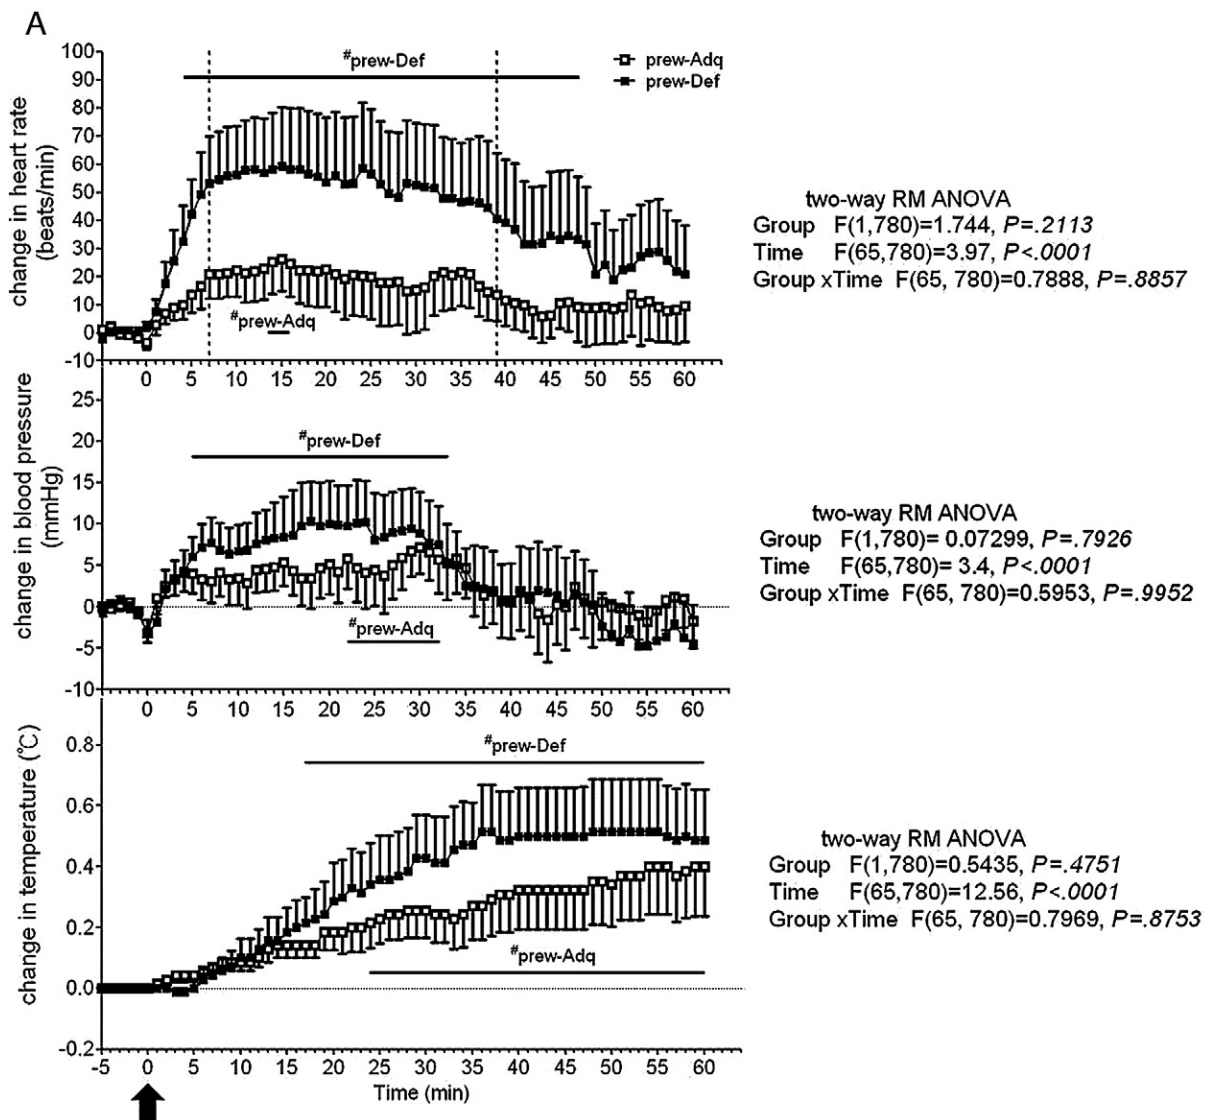 A
100
90
80
70
60
50
40
30
20
10
0
-10
change in heart rate
(beats/min)
#prew-Def
prew-Adq
prew-Def
#prew-Adq
0 5 10 15 20 25 30 35 40 45 50 55 60
two-way RM ANOVA
Group F(1,780)=1.744, P=.2113
Time F(65,780)=3.97, P<.0001
Group xTime F(65, 780)=0.7888, P=.8857
25
20
15
10
5
0
-5
-10
change in blood pressure
(mmHg)
#prew-Def
#prew-Adq
0 5 10 15 20 25 30 35 40 45 50 55 60
two-way RM ANOVA
Group F(1,780)= 0.07299, P=.7926
Time F(65,780)= 3.4, P<.0001
Group xTime F(65, 780)=0.5953, P=.9952
0.8
0.6
0.4
0.2
0.0
-0.2
change in temperature (℃)
#prew-Def
#prew-Adq
-5 0 5 10 15 20 25 30 35 40 45 50 55 60
Time (min)
two-way RM ANOVA
Group F(1,780)=0.5435, P=.4751
Time F(65,780)=12.56, P<.0001
Group xTime F(65, 780)=0.7969, P=.8753